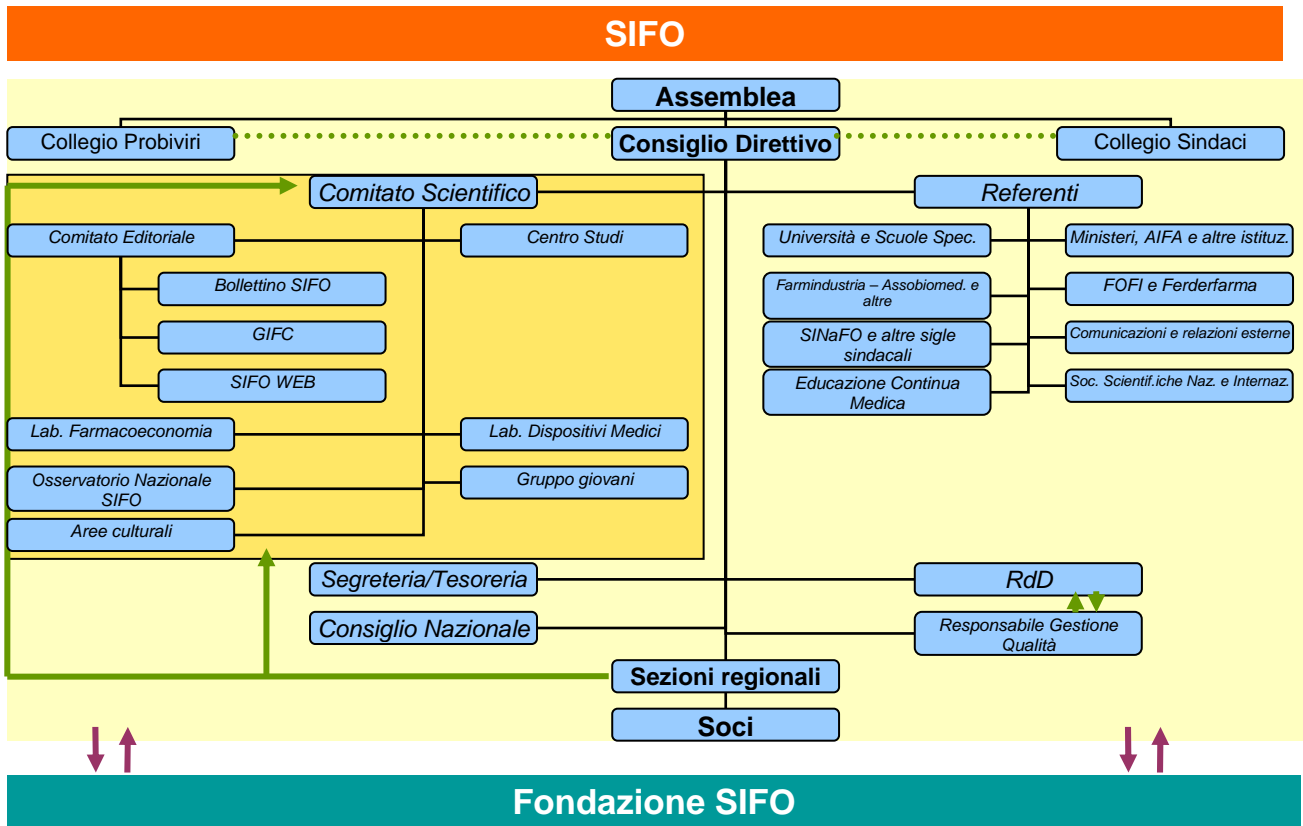 SIFO
Assemblea
Collegio Probiviri
Consiglio Direttivo
Collegio Sindaci
Comitato Scientifico
Referenti
Comitato Editoriale
Centro Studi
Università e Scuole Spec.
Ministeri, AIFA e altre istituz.
Bollettino SIFO
Farmindustria – Assobiomed. e
altre
FOFI e Ferderfarma
GIFC
SINaFO e altre sigle
sindacali
Comunicazioni e relazioni esterne
SIFO WEB
Educazione Continua
Medica
Soc. Scientif.iche Naz. e Internaz.
Lab. Farmacoeconomia
Lab. Dispositivi Medici
Osservatorio Nazionale
SIFO
Gruppo giovani
Aree culturali
Segreteria/Tesoreria
RdD
Consiglio Nazionale
Responsabile Gestione
Qualità
Sezioni regionali
Soci
Fondazione SIFO